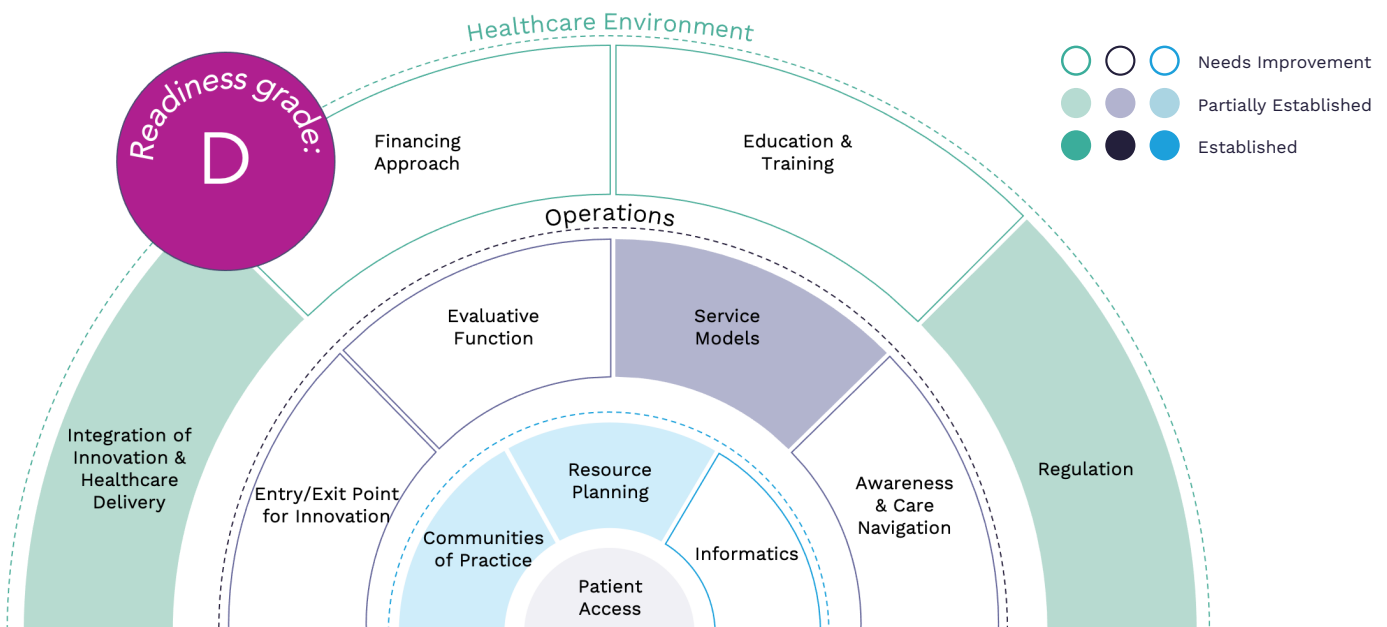 Healthcare Environment
Readiness grade:
D
Needs Improvement
Partially Established
Established
Financing
Approach
Education &
Training
Operations
Evaluative
Function
Service
Models
Integration of
Innovation &
Healthcare
Delivery
Regulation
Entry/Exit Point
for Innovation
Resource
Planning
Awareness
& Care
Navigation
Communities
of Practice
Informatics
Patient
Access